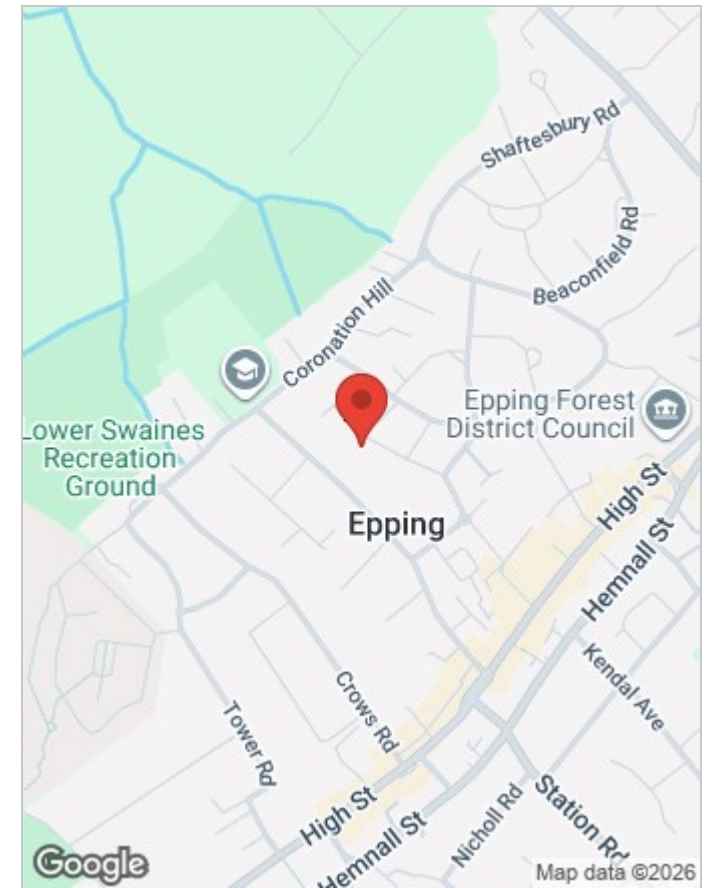 Shaftesbury Rd
Beaconfield Rd
Coronation Hill
Epping Forest
District Council
Lower Swaines
Recreation
Ground
Epping
High St
Hemnall St
Kendal Ave
Crows Rd
Tower Rd
Station Rd
Nicholl Rd
High St
Hemnall St
Google
Map data ©2026